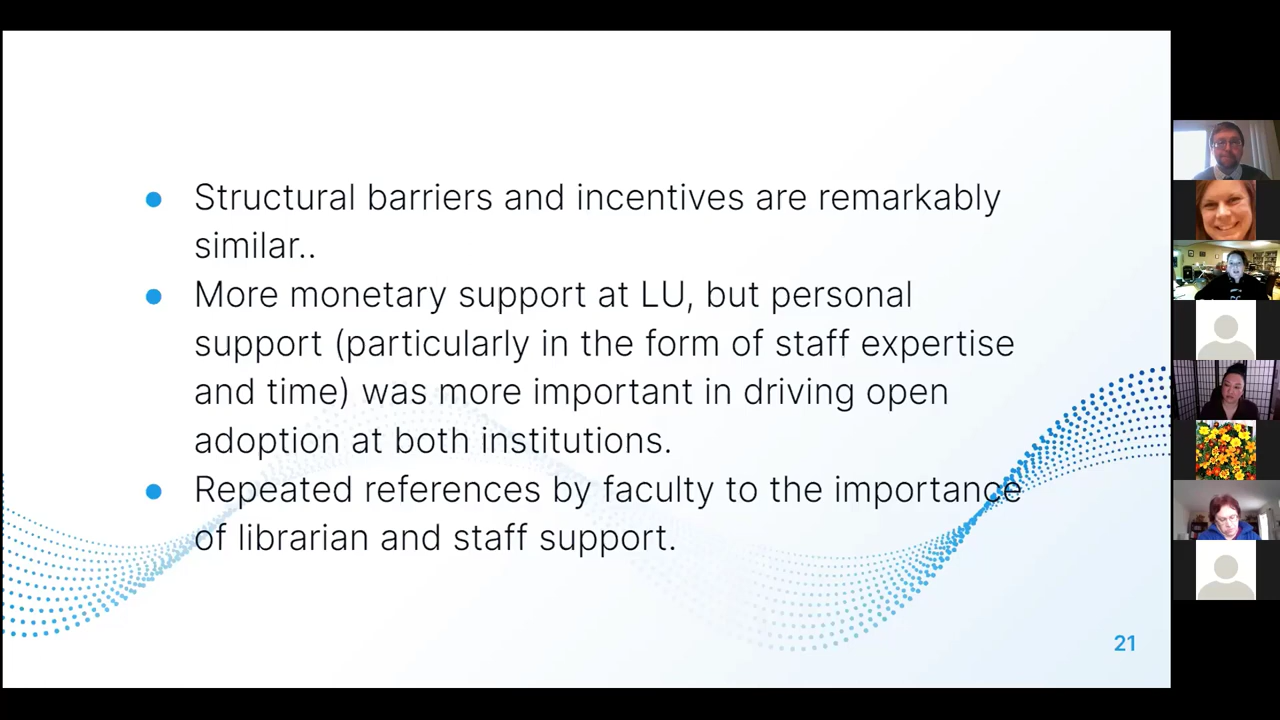 ● Structural barriers and incentives are remarkably
similar..
● More monetary support at LU, but personal
support (particularly in the form of staff expertise
and time) was more important in driving open
adoption at both institutions.
● Repeated references by faculty to the importance
of librarian and staff support.
21